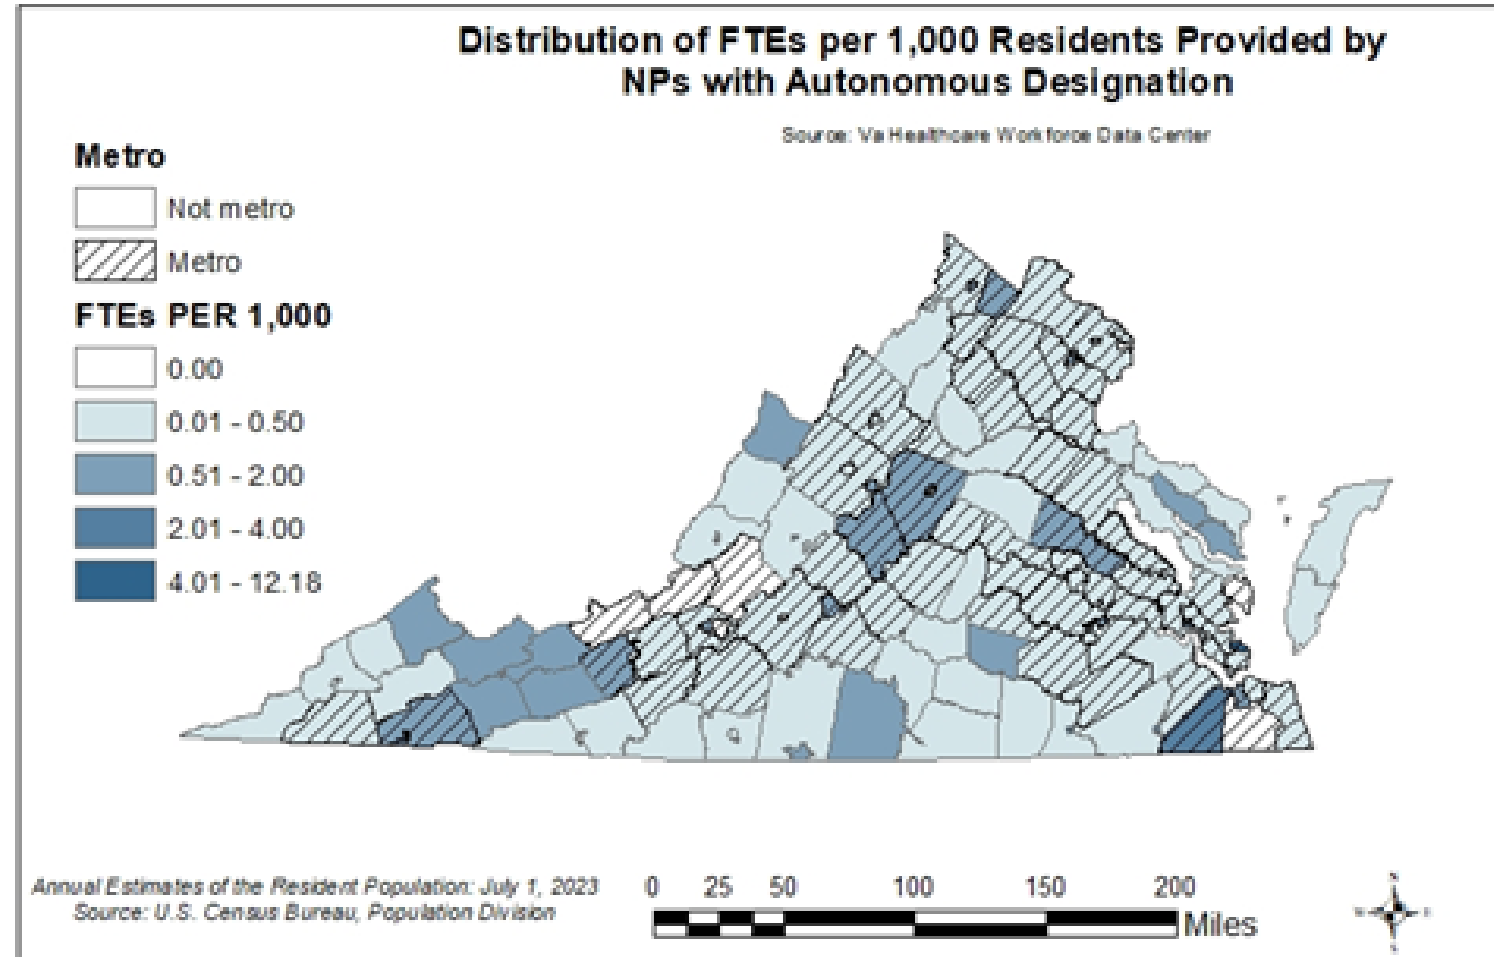 Distribution of FTEs per 1,000 Residents Provided by
NPs with Autonomous Designation
Source: Va Healthcare Workforce Data Center
Metro
Not metro
Metro
FTEs PER 1,000
0.00
0.01 - 0.50
0.51 - 2.00
2.01 - 4.00
4.01 - 12.18
Annual Estimates of the Resident Population: July 1, 2023
Source: U.S. Census Bureau, Population Division
0 25 50 100 150 200
Miles